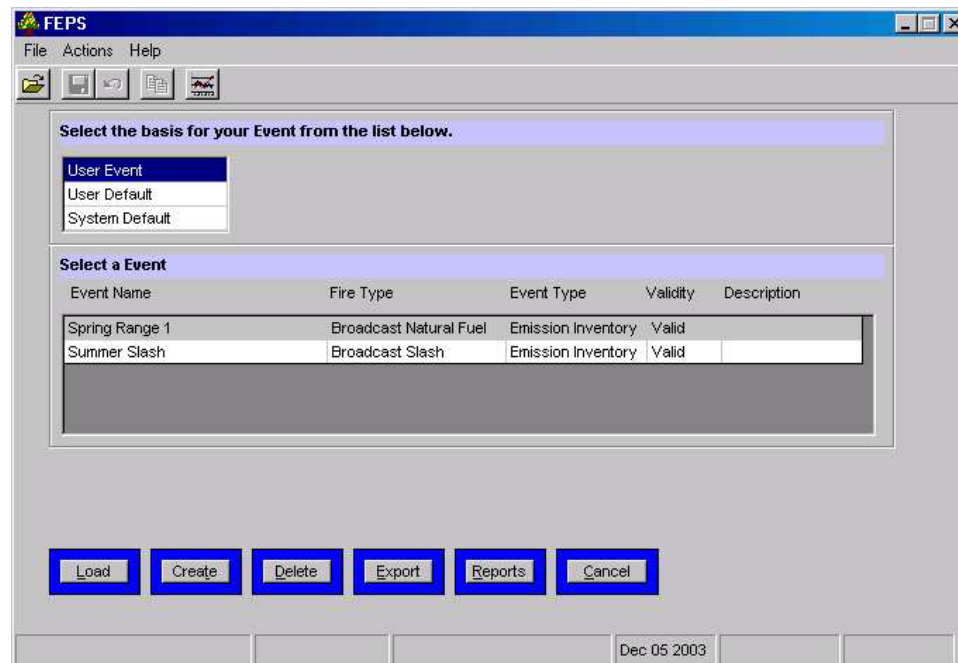 FEPS
File Actions Help
Select the basis for your Event from the list below.
User Event
User Default
System Default
Select a Event
Event Name Fire Type Event Type Validity Description
Spring Range 1 Broadcast Natural Fuel Emission Inventory Valid
Summer Slash Broadcast Slash Emission Inventory Valid
Load Create Delete Export Reports Cancel
Dec 05 2003